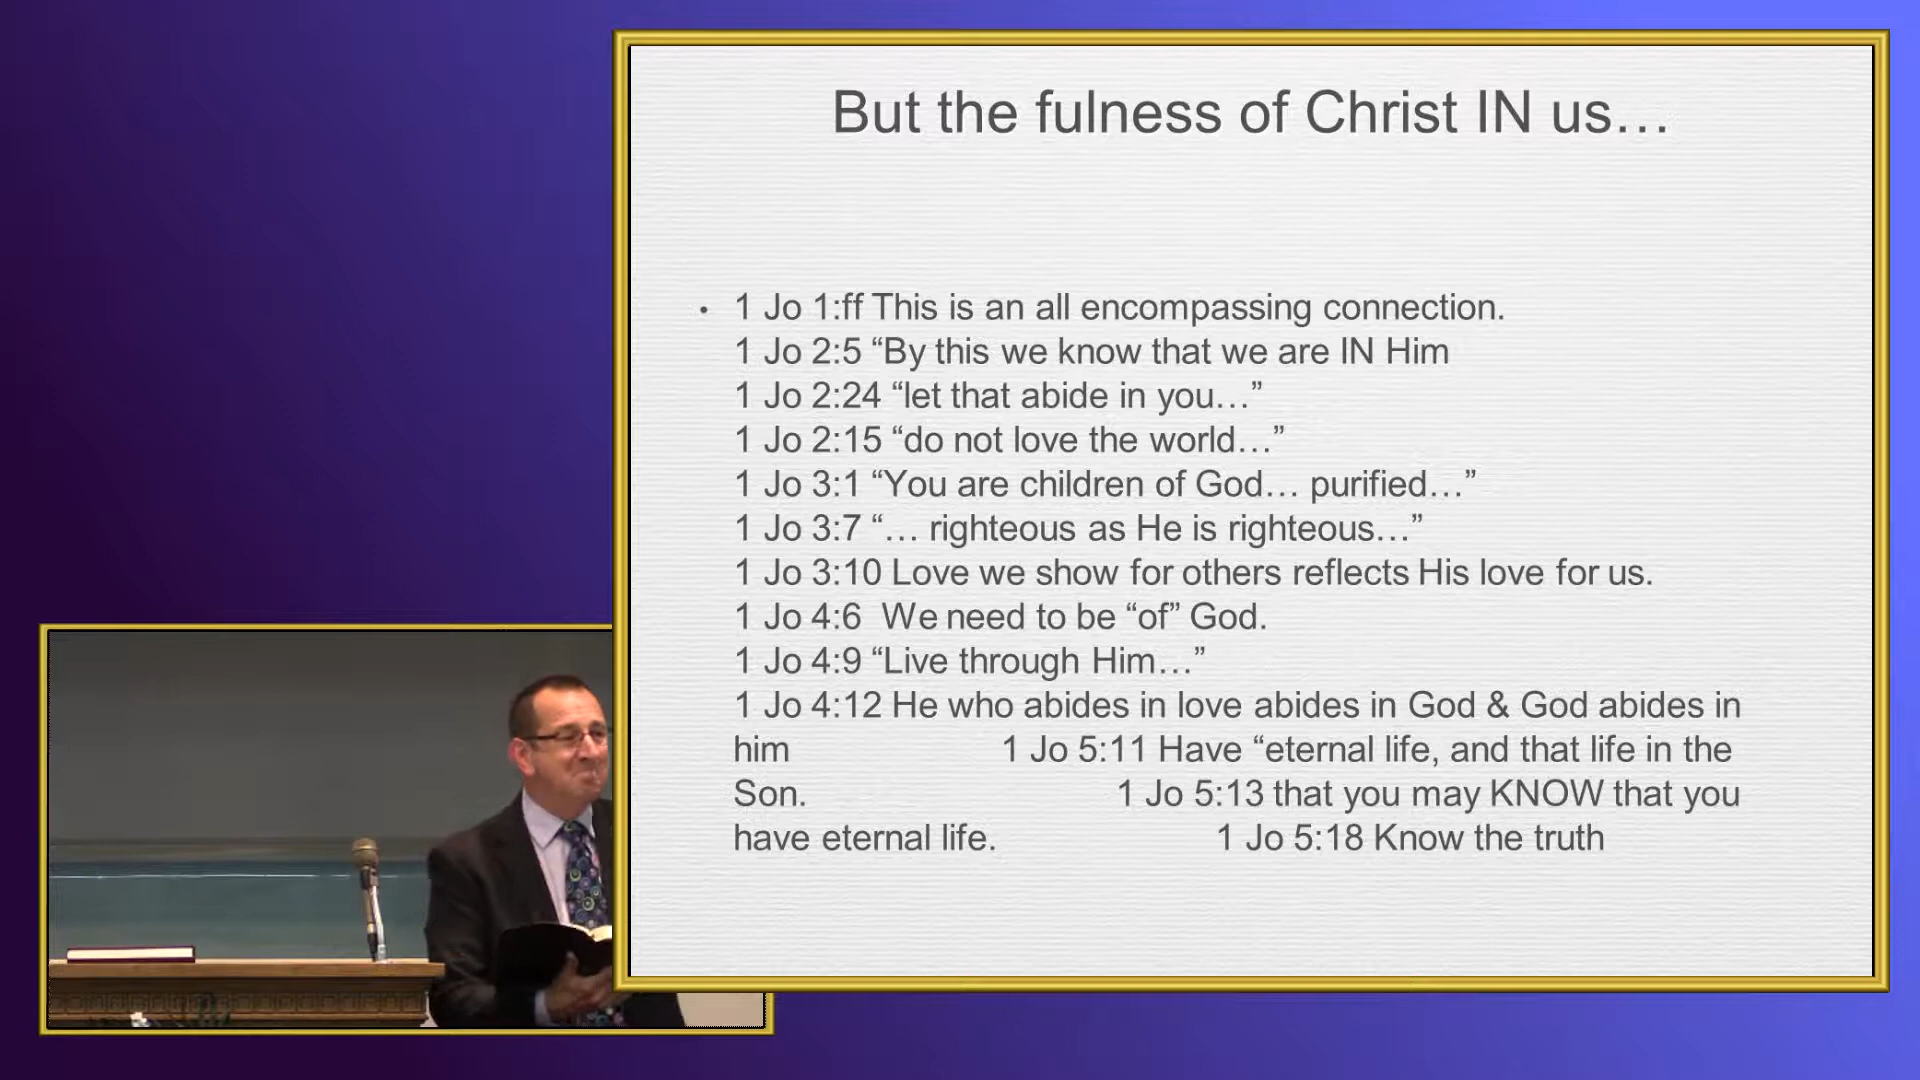 But the fulness of Christ IN us…
• 1 Jo 1:ff This is an all encompassing connection.
1 Jo 2:5 “By this we know that we are IN Him
1 Jo 2:24 “let that abide in you…”
1 Jo 2:15 “do not love the world…”
1 Jo 3:1 “You are children of God… purified…”
1 Jo 3:7 “… righteous as He is righteous…”
1 Jo 3:10 Love we show for others reflects His love for us.
1 Jo 4:6 We need to be “of” God.
1 Jo 4:9 “Live through Him…”
1 Jo 4:12 He who abides in love abides in God & God abides in
him 1 Jo 5:11 Have “eternal life, and that life in the
Son. 1 Jo 5:13 that you may KNOW that you
have eternal life. 1 Jo 5:18 Know the truth